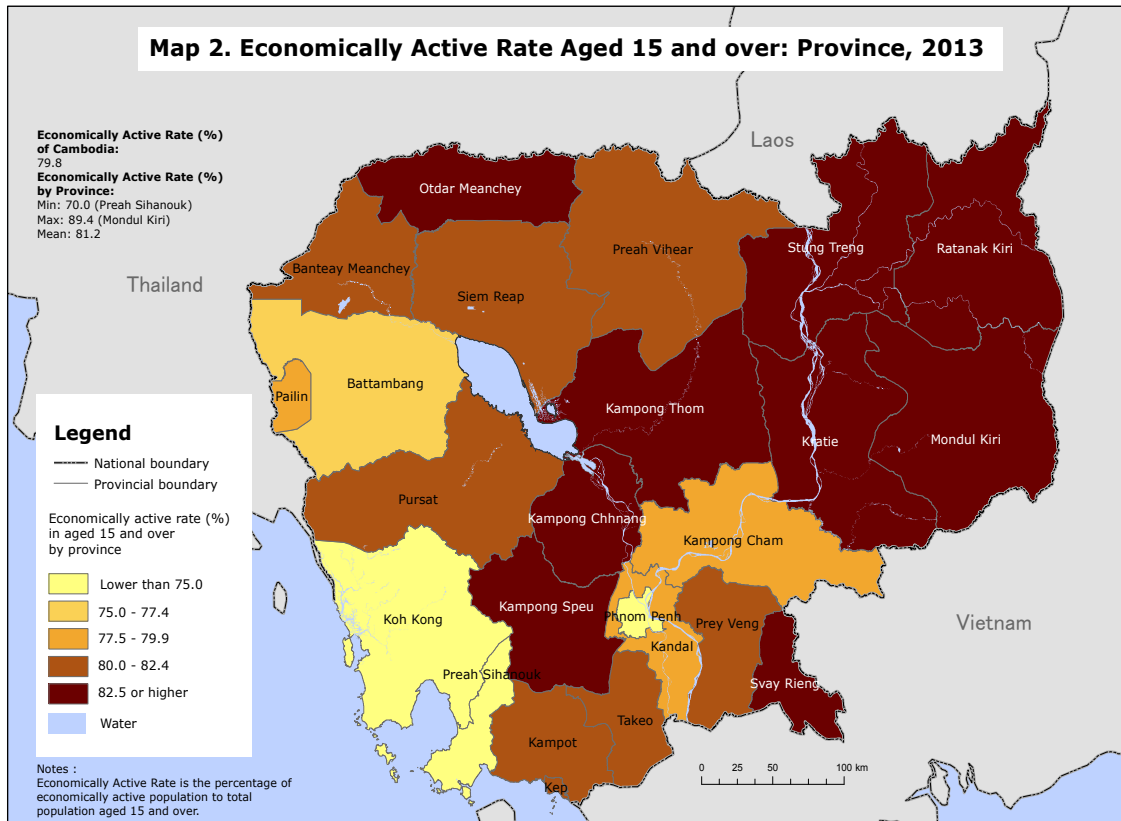 Map 2. Economically Active Rate Aged 15 and over: Province, 2013
Economically Active Rate (%)
of Cambodia:
79.8
Economically Active Rate (%)
by Province:
Min: 70.0 (Preah Sihanouk)
Max: 89.4 (Mondul Kiri)
Mean: 81.2
Laos
Thailand
Vietnam
Otdar Meanchey
Preah Vihear
Stung Treng
Ratanak Kiri
Banteay Meanchey
Siem Reap
Battambang
Pailin
Kampong Thom
Kratie
Mondul Kiri
Pursat
Kampong Chhnang
Kampong Cham
Kampong Speu
Koh Kong
Phnom Penh
Prey Veng
Kandal
Preah Sihanouk
Svay Rieng
Takeo
Kampot
Kep
Legend
National boundary
Provincial boundary
Economically active rate (%)
in aged 15 and over
by province
Lower than 75.0
75.0 - 77.4
77.5 - 79.9
80.0 - 82.4
82.5 or higher
Water
0 25 50 100 km
Notes :
Economically Active Rate is the percentage of
economically active population to total
population aged 15 and over.